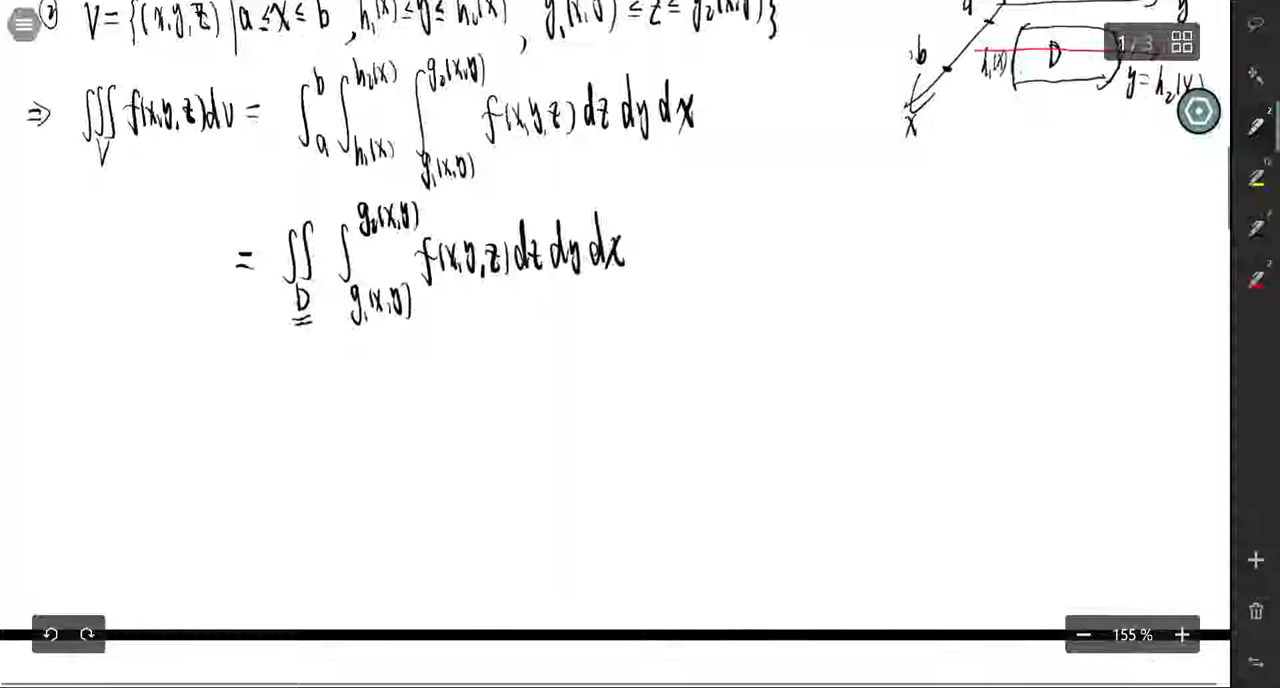 ② V = {(x,y,z) | a ≤ x ≤ b , h₁(x) ≤ y ≤ h₂(x) , g₁(x,y) ≤ z ≤ g₂(x,y)}
a y
1 / 3
b h₁(x) D
y = h₂(x)
x
⇒ ∭_V f(x,y,z) dv = ∫_a^b ∫_{h₁(x)}^{h₂(x)} ∫_{g₁(x,y)}^{g₂(x,y)} f(x,y,z) dz dy dx
= ∬_D ∫_{g₁(x,y)}^{g₂(x,y)} f(x,y,z) dz dy dx
155 %